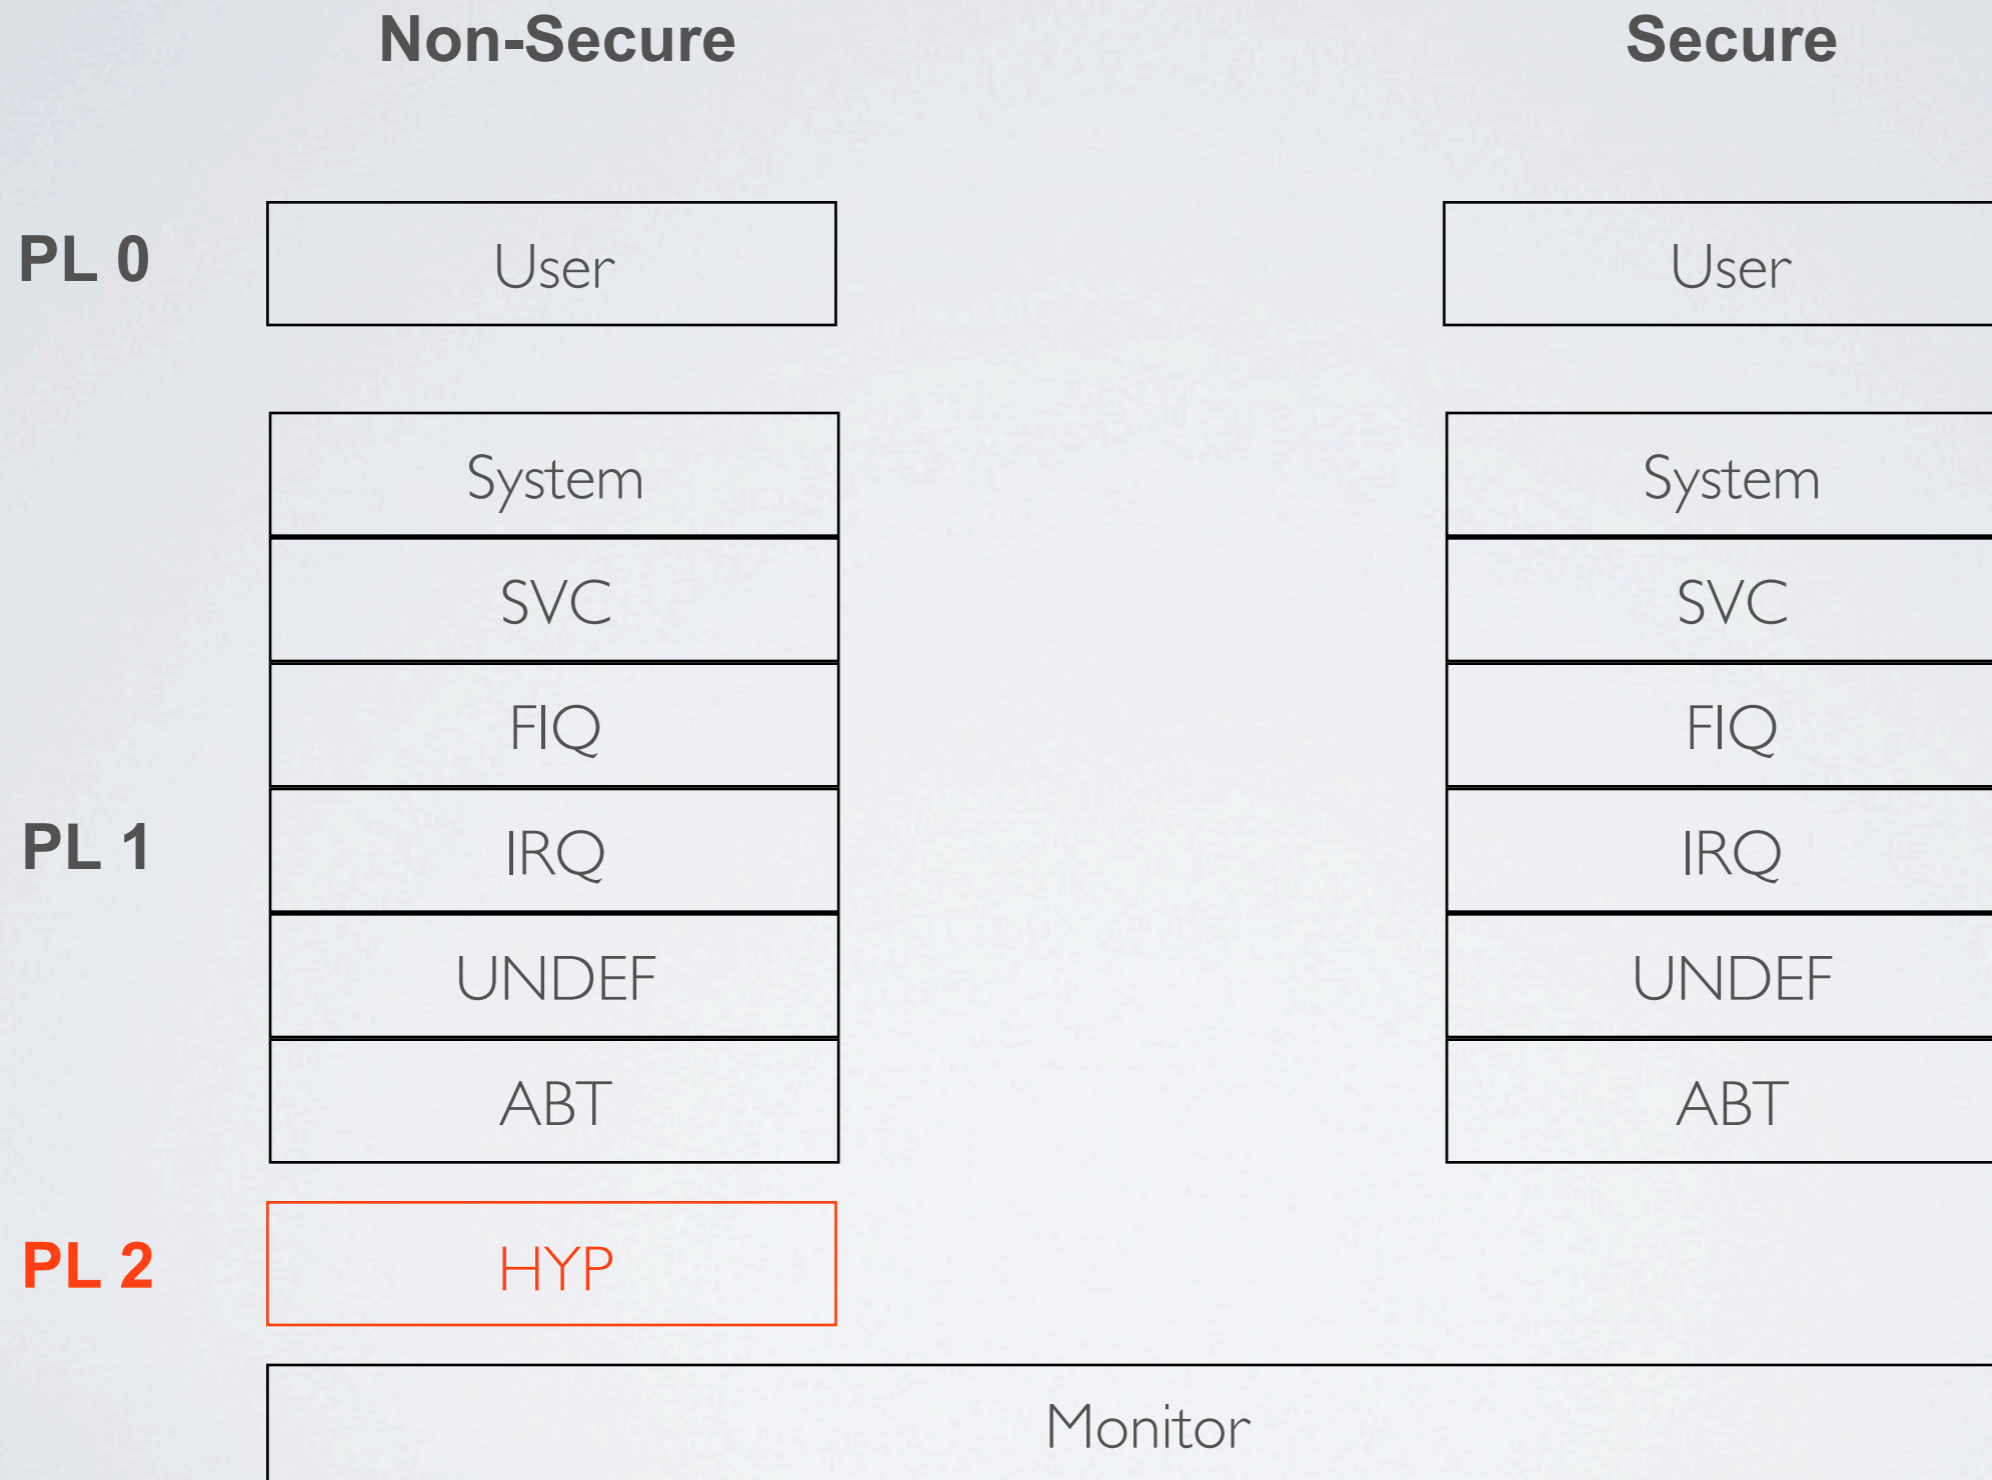 Non-Secure Secure
PL 0 User User
System System
SVC SVC
FIQ FIQ
PL 1 IRQ IRQ
UNDEF UNDEF
ABT ABT
PL 2 HYP
Monitor